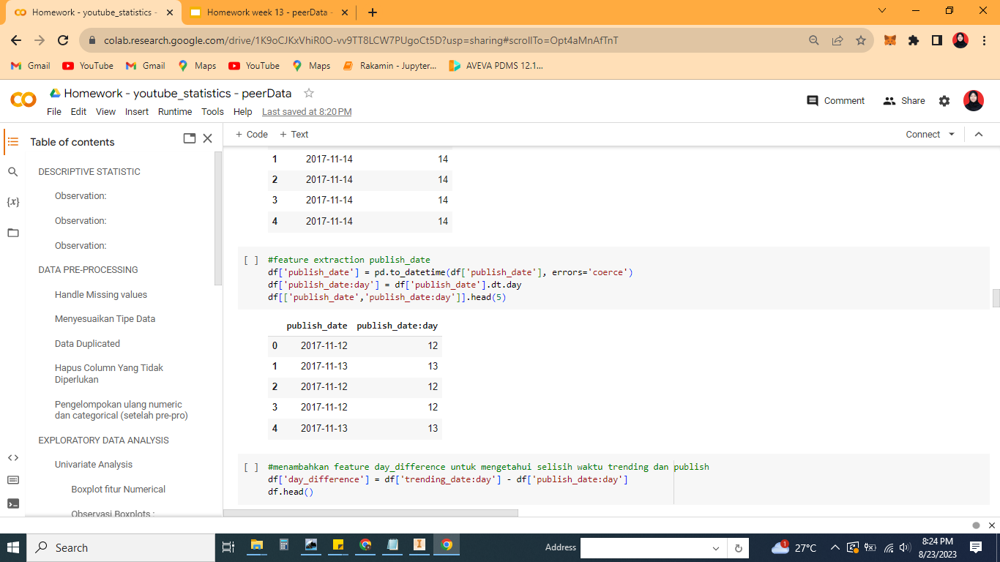 Homework - youtube_statistics -
Homework week 13 - peerData -
colab.research.google.com/drive/1K9oCJKxVhiR0O-vv9TT8LCW7PUgoCt5D?usp=sharing#scrollTo=Opt4aMnAfTnT
Gmail YouTube Gmail Maps YouTube Maps Rakamin - Jupyter... AVEVA PDMS 12.1...
Homework - youtube_statistics - peerData
Comment Share
File Edit View Insert Runtime Tools Help Last saved at 8:20 PM
Table of contents
+ Code + Text
Connect
DESCRIPTIVE STATISTIC
Observation:
Observation:
Observation:
DATA PRE-PROCESSING
Handle Missing values
Menyesuaikan Tipe Data
Data Duplicated
Hapus Column Yang Tidak
Diperlukan
Pengelompokan ulang numeric
dan categorical (setelah pre-pro)
EXPLORATORY DATA ANALYSIS
Univariate Analysis
Boxplot fitur Numerical
Observasi Boxplots :
{x}
1 2017-11-14 14
2 2017-11-14 14
3 2017-11-14 14
4 2017-11-14 14
[ ] #feature extraction publish_date
df['publish_date'] = pd.to_datetime(df['publish_date'], errors='coerce')
df['publish_date:day'] = df['publish_date'].dt.day
df[['publish_date','publish_date:day']].head(5)
publish_date publish_date:day
0 2017-11-12 12
1 2017-11-13 13
2 2017-11-12 12
3 2017-11-12 12
4 2017-11-13 13
[ ] #menambahkan feature day_difference untuk mengetahui selisih waktu trending dan publish
df['day_difference'] = df['trending_date:day'] - df['publish_date:day']
df.head()
Search
Address
1
27°C
8:24 PM
8/23/2023